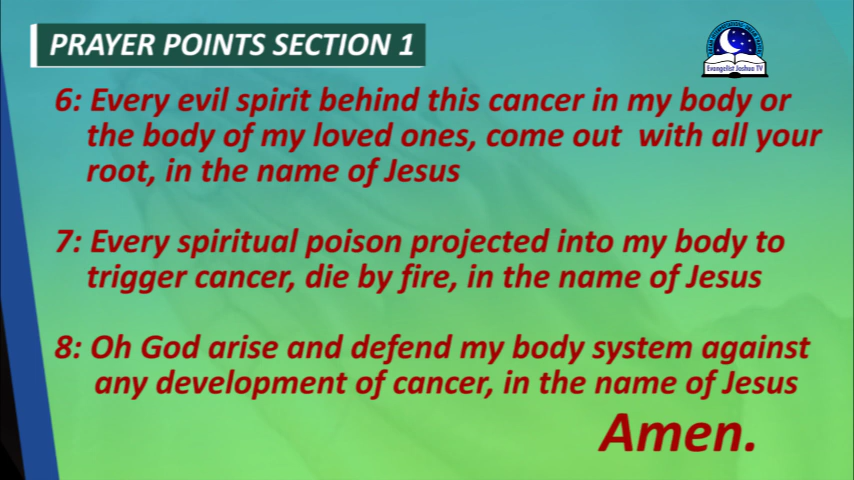 PRAYER POINTS SECTION 1
Evangelist Joshua TV
6: Every evil spirit behind this cancer in my body or
the body of my loved ones, come out with all your
root, in the name of Jesus
7: Every spiritual poison projected into my body to
trigger cancer, die by fire, in the name of Jesus
8: Oh God arise and defend my body system against
any development of cancer, in the name of Jesus
Amen.